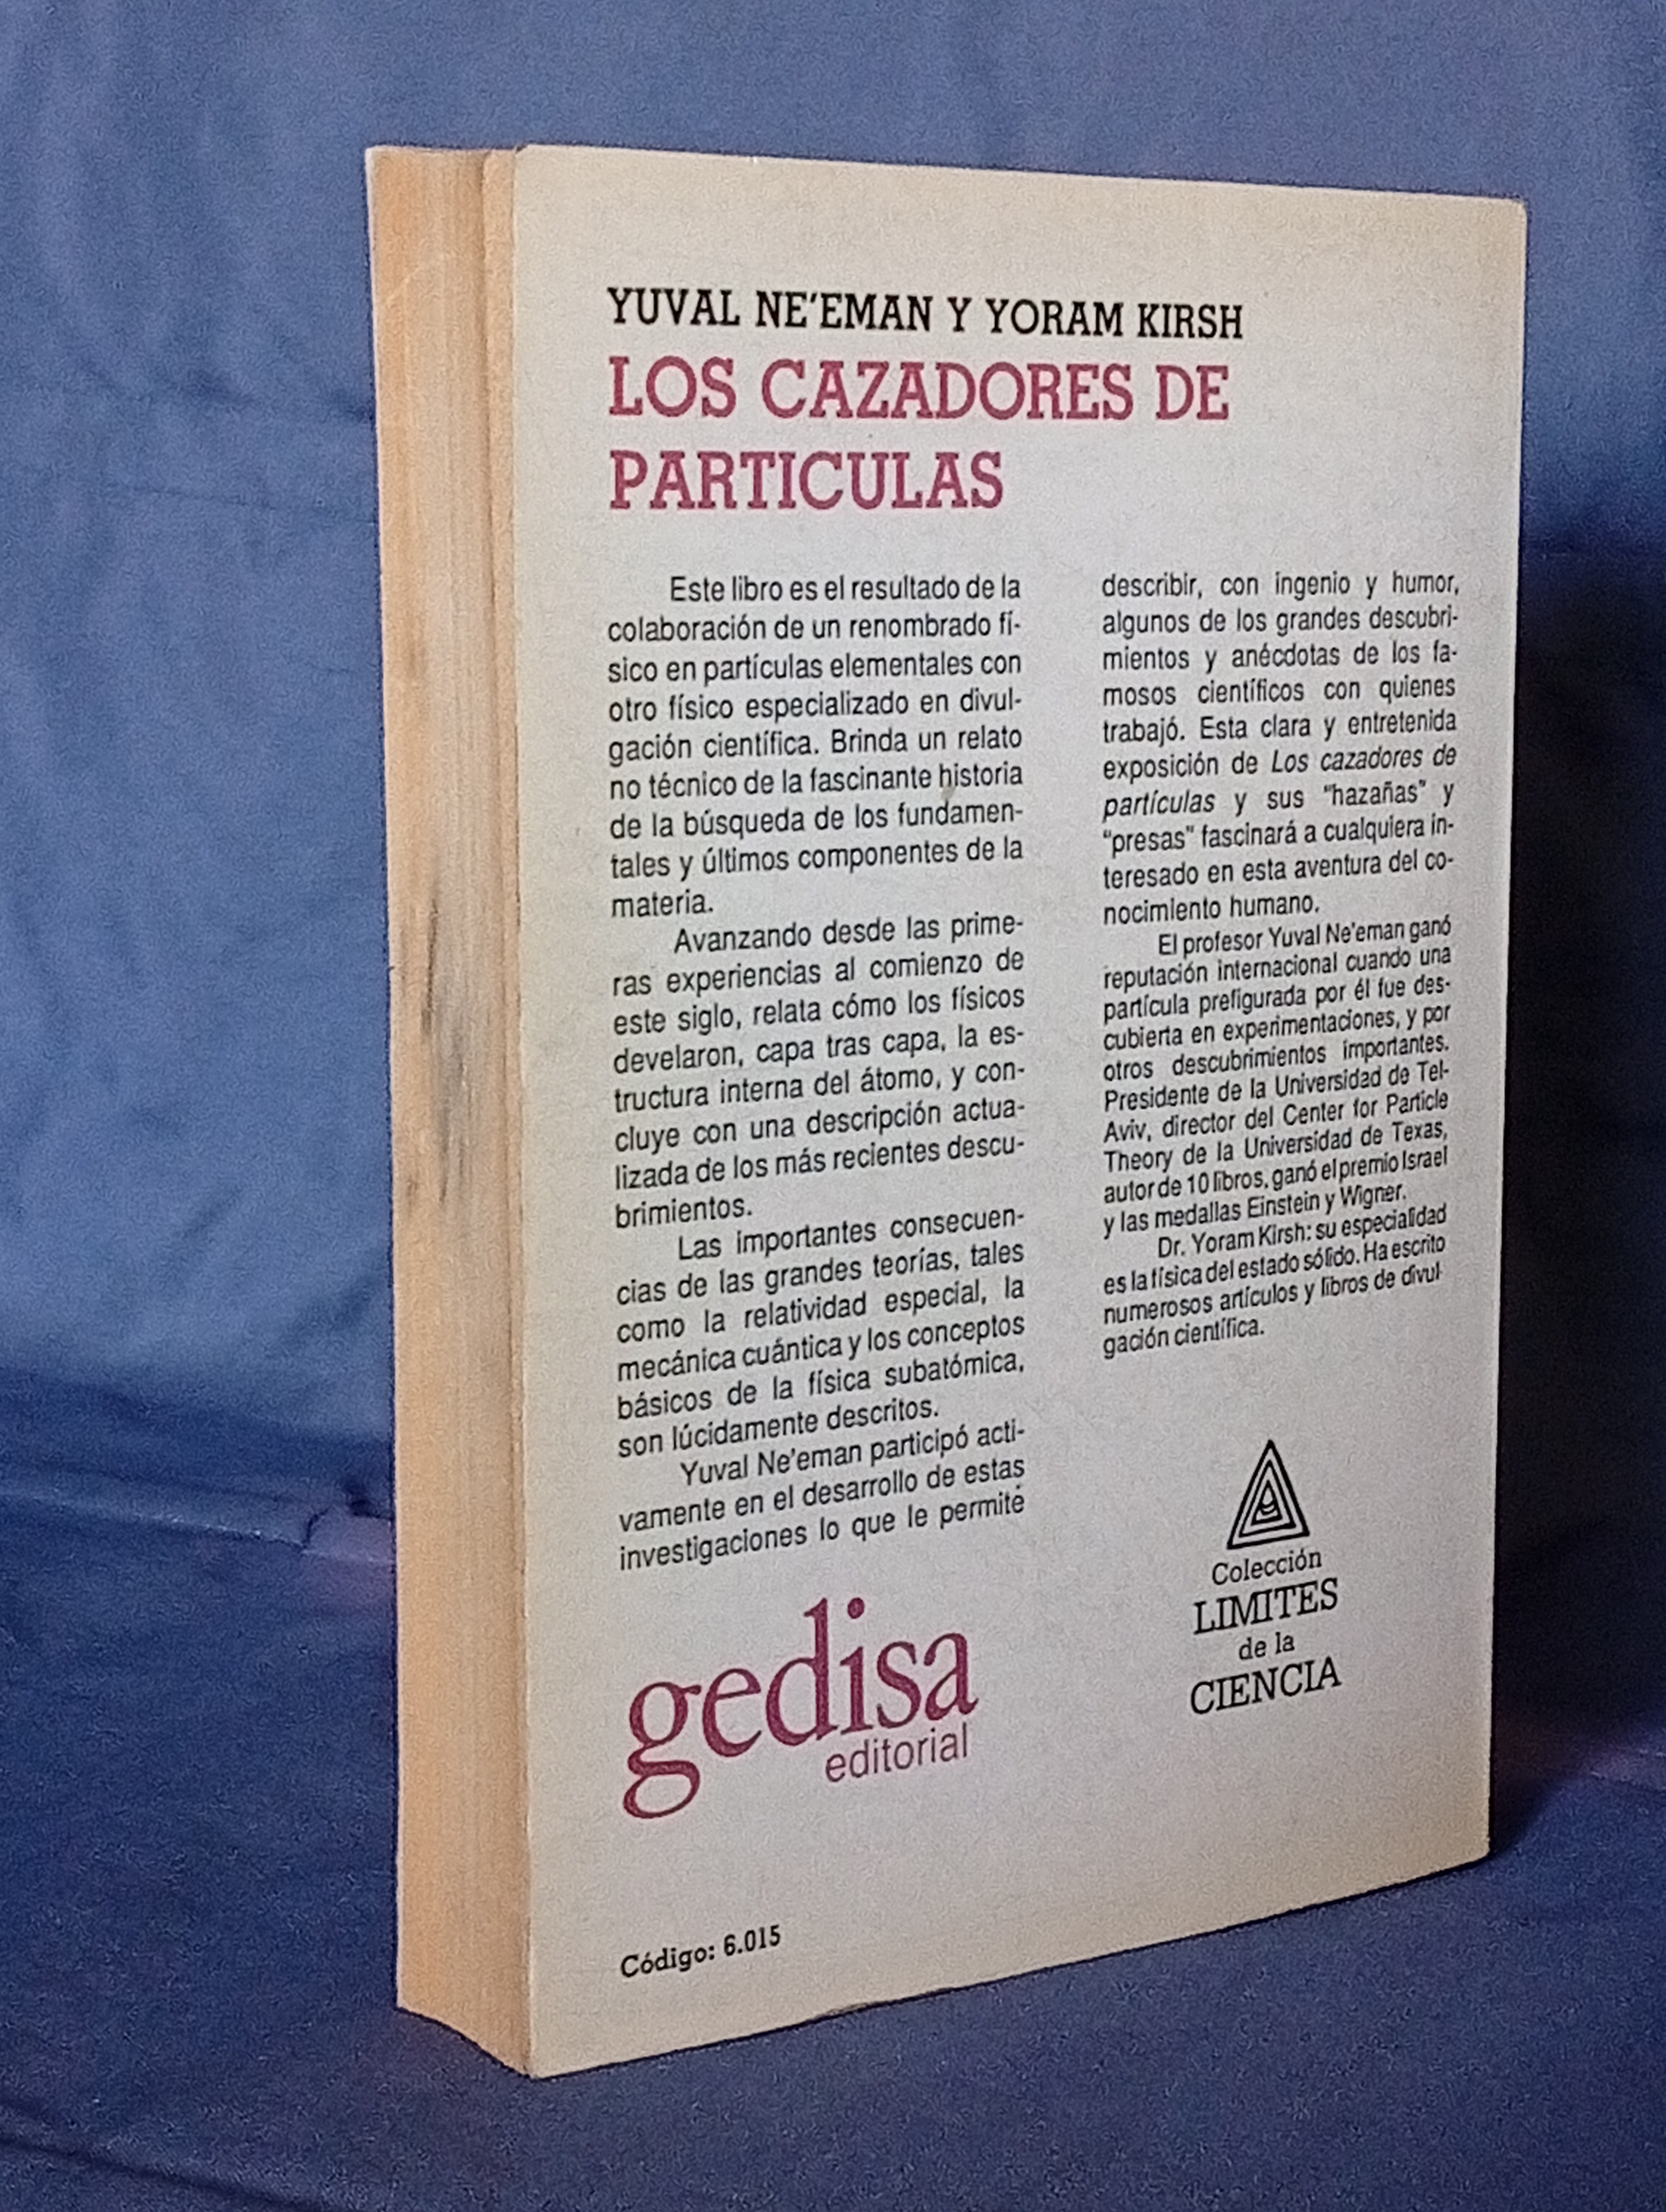 YUVAL NE'EMAN Y YORAM KIRSH
LOS CAZADORES DE
PARTICULAS
Este libro es el resultado de la
colaboración de un renombrado fí-
sico en partículas elementales con
otro físico especializado en divul-
gación científica. Brinda un relato
no técnico de la fascinante historia
de la búsqueda de los fundamen-
tales y últimos componentes de la
materia.
Avanzando desde las prime-
ras experiencias al comienzo de
este siglo, relata cómo los físicos
develaron, capa tras capa, la es-
tructura interna del átomo, y con-
cluye con una descripción actua-
lizada de los más recientes descu-
brimientos.
Las importantes consecuen-
cias de las grandes teorías, tales
como la relatividad especial, la
mecánica cuántica y los conceptos
básicos de la física subatómica,
son lúcidamente descritos.
Yuval Ne'eman participó acti-
vamente en el desarrollo de estas
investigaciones lo que le permite
describir, con ingenio y humor,
algunos de los grandes descubri-
mientos y anécdotas de los fa-
mosos científicos con quienes
trabajó. Esta clara y entretenida
exposición de Los cazadores de
partículas y sus "hazañas" y
"presas" fascinará a cualquiera in-
teresado en esta aventura del co-
nocimiento humano.
El profesor Yuval Ne'eman ganó
reputación internacional cuando una
partícula prefigurada por él fue des-
cubierta en experimentaciones, y por
otros descubrimientos importantes.
Presidente de la Universidad de Tel-
Aviv, director del Center for Particle
Theory de la Universidad de Texas,
autor de 10 libros, ganó el premio Israel
y las medallas Einstein y Wigner.
Dr. Yoram Kirsh: su especialidad
es la física del estado sólido. Ha escrito
numerosos artículos y libros de divul-
gación científica.
Colección
LIMITES
de la
CIENCIA
gedisa
editorial
Código: 6.015